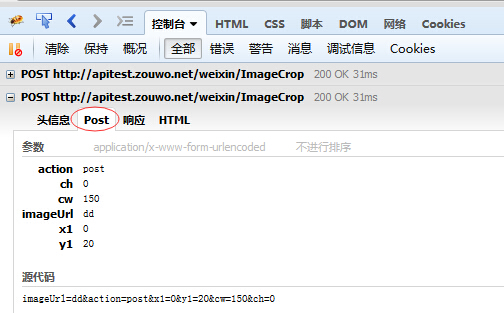 控制台 HTML CSS 脚本 DOM 网络 Cookies
清除 保持 概况 全部 错误 警告 消息 调试信息 Cookies
POST http://apitest.zouwo.net/weixin/ImageCrop 200 OK 31ms
POST http://apitest.zouwo.net/weixin/ImageCrop 200 OK 31ms
头信息 Post 响应 HTML
参数 application/x-www-form-urlencoded 不进行排序
action post
ch 0
cw 150
imageUrl dd
x1 0
y1 20
源代码
imageUrl=dd&action=post&x1=0&y1=20&cw=150&ch=0